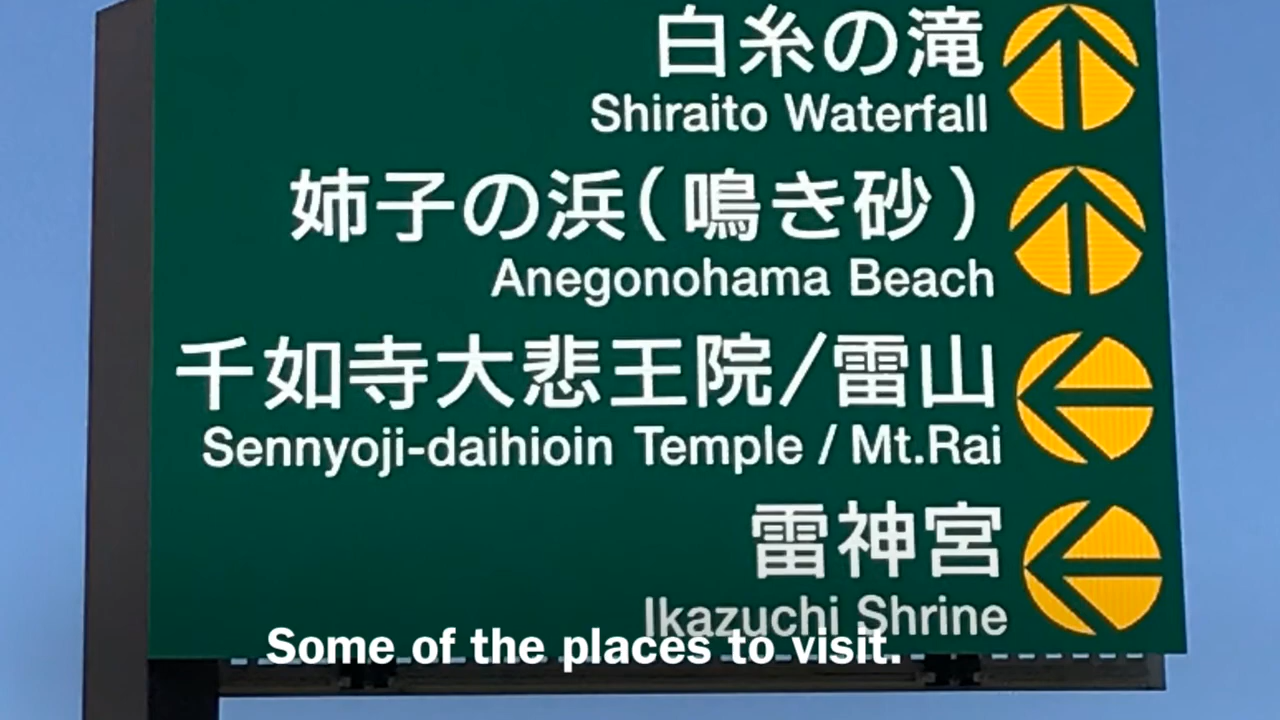 白糸の滝
Shiraito Waterfall
姉子の浜(鳴き砂)
Anegonohama Beach
千如寺大悲王院/雷山
Sennyoji-daihioin Temple / Mt.Rai
雷神宮
Ikazuchi Shrine
Some of the places to visit.